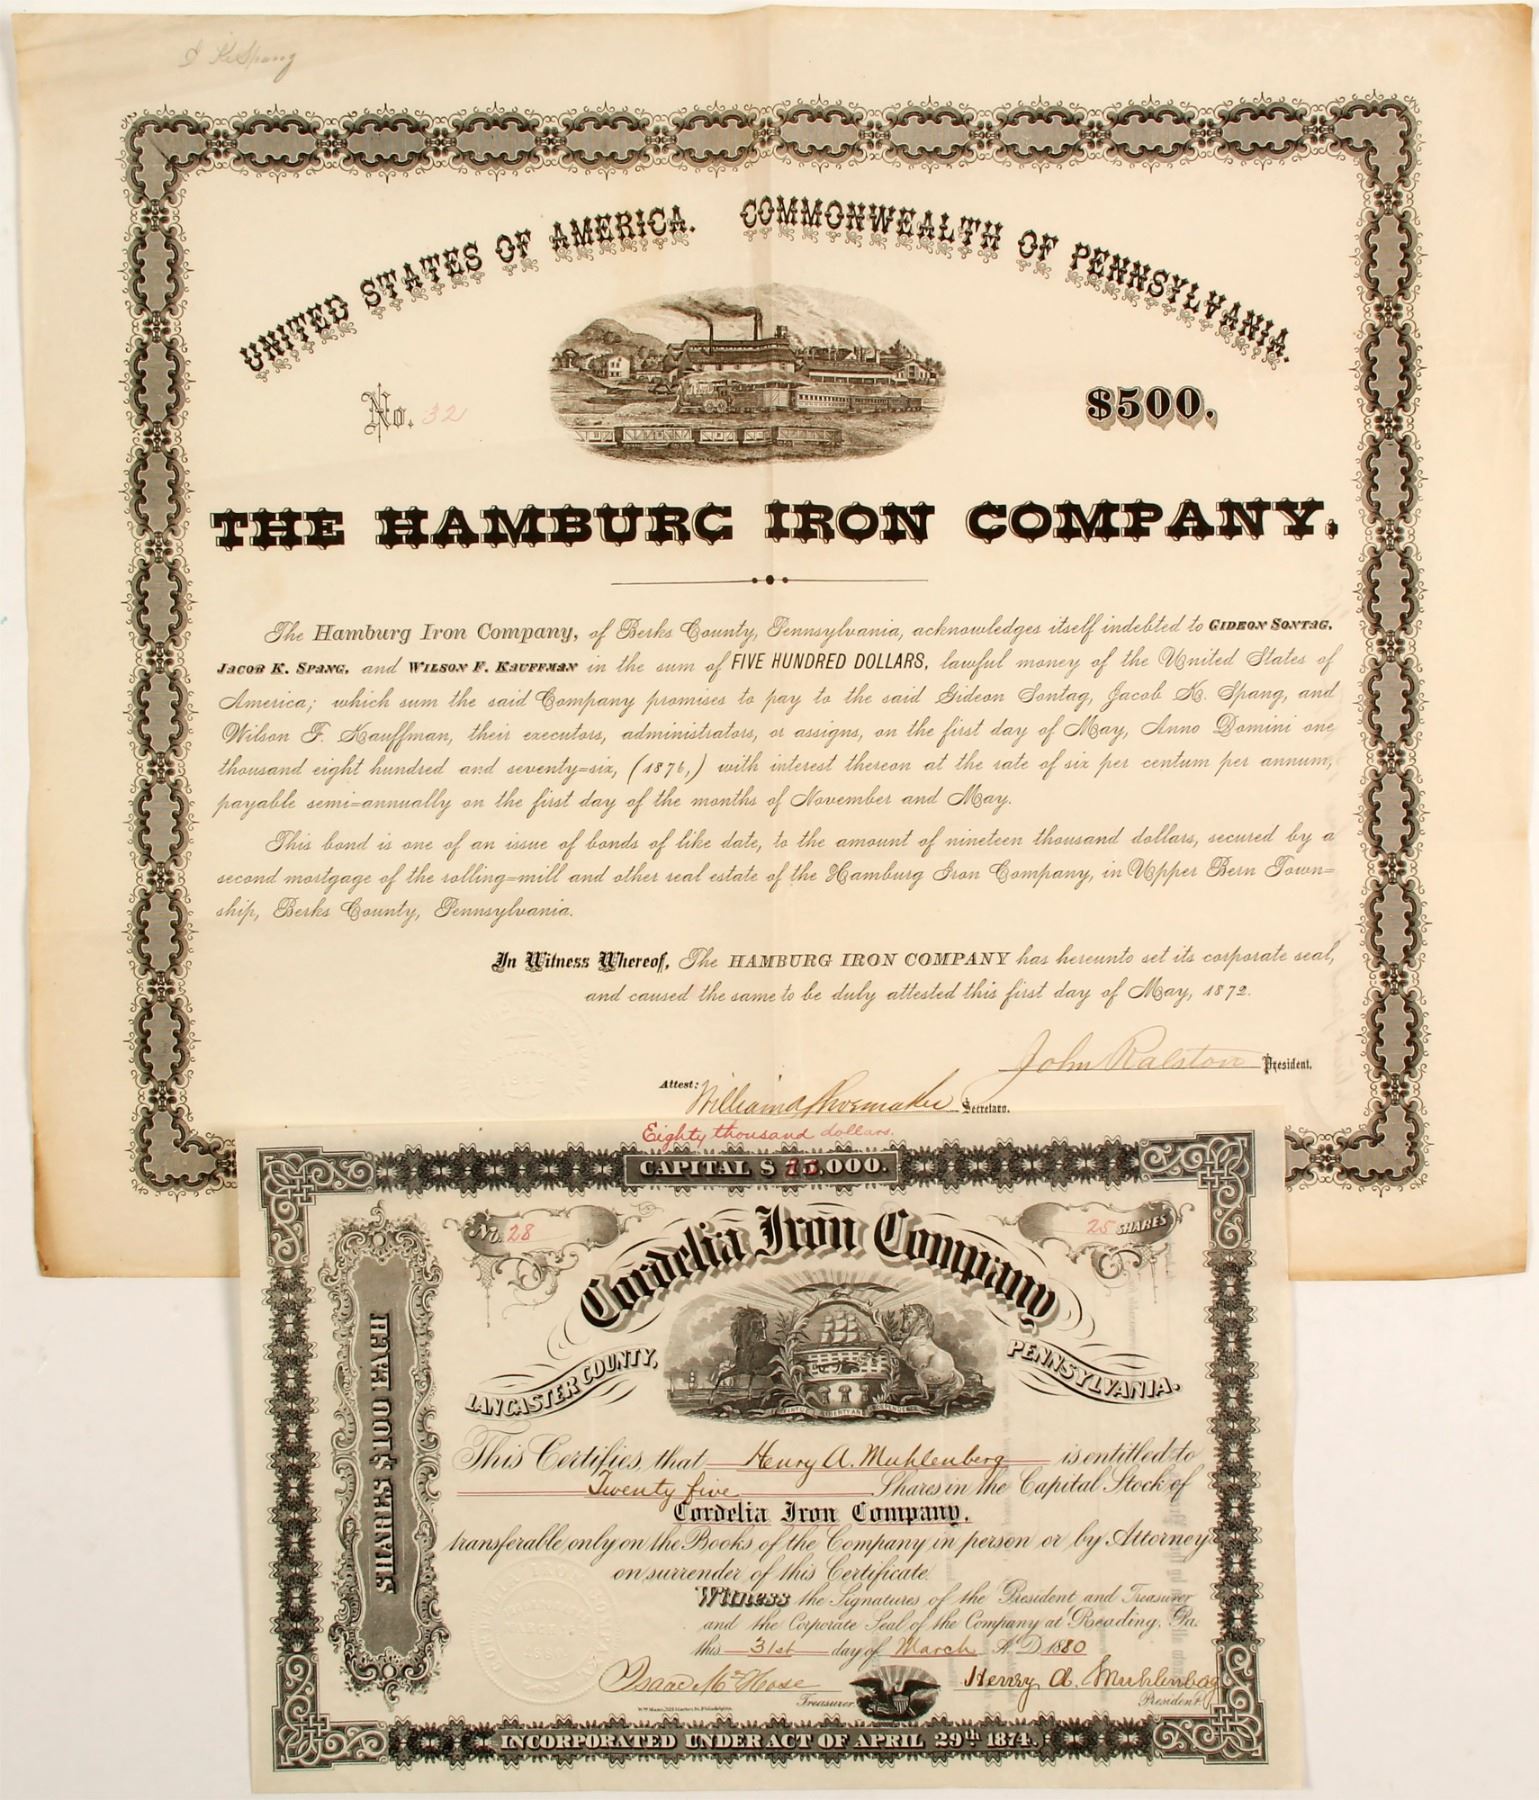 J. K. Spang
UNITED STATES OF AMERICA. COMMONWEALTH OF PENNSYLVANIA.
No. 32
$500.
THE HAMBURG IRON COMPANY.
The Hamburg Iron Company, of Berks County, Pennsylvania, acknowledges itself indebted to GIDEON SONTAG,
JACOB K. SPANG, and WILSON F. KAUFFMAN in the sum of FIVE HUNDRED DOLLARS, lawful money of the United States of
America; which sum the said Company promises to pay to the said Gideon Sontag, Jacob K. Spang, and
Wilson F. Kauffman, their executors, administrators, or assigns, on the first day of May, Anno Domini one
thousand eight hundred and seventy=six, (1876,) with interest thereon at the rate of six per centum per annum,
payable semi=annually on the first day of the months of November and May.
This bond is one of an issue of bonds of like date, to the amount of nineteen thousand dollars, secured by a
second mortgage of the rolling=mill and other real estate of the Hamburg Iron Company, in Upper Bern Town=
ship, Berks County, Pennsylvania.
In Witness Whereof, The HAMBURG IRON COMPANY has hereunto set its corporate seal,
and caused the same to be duly attested this first day of May, 1872.
John Ralston President.
Attest: William A Shoemaker Secretary.
Eighty thousand dollars.
CAPITAL $ 75,000.
No. 28
25 SHARES
Cordelia Iron Company
LANCASTER COUNTY, PENNSYLVANIA.
VIRTUE LIBERTY AND INDEPENDENCE
SHARES $100 EACH
This Certifies that Henry A. Muhlenberg is entitled to
Twenty five Shares in the Capital Stock of
Cordelia Iron Company,
transferable only on the Books of the Company in person or by Attorney
on surrender of this Certificate.
Witness the Signatures of the President and Treasurer
and the Corporate Seal of the Company at Reading, Pa.
this 31st day of March A.D. 1880
Isaac McHose Treasurer
Henry A. Muhlenberg President
INCORPORATED UNDER ACT OF APRIL 29th 1874.